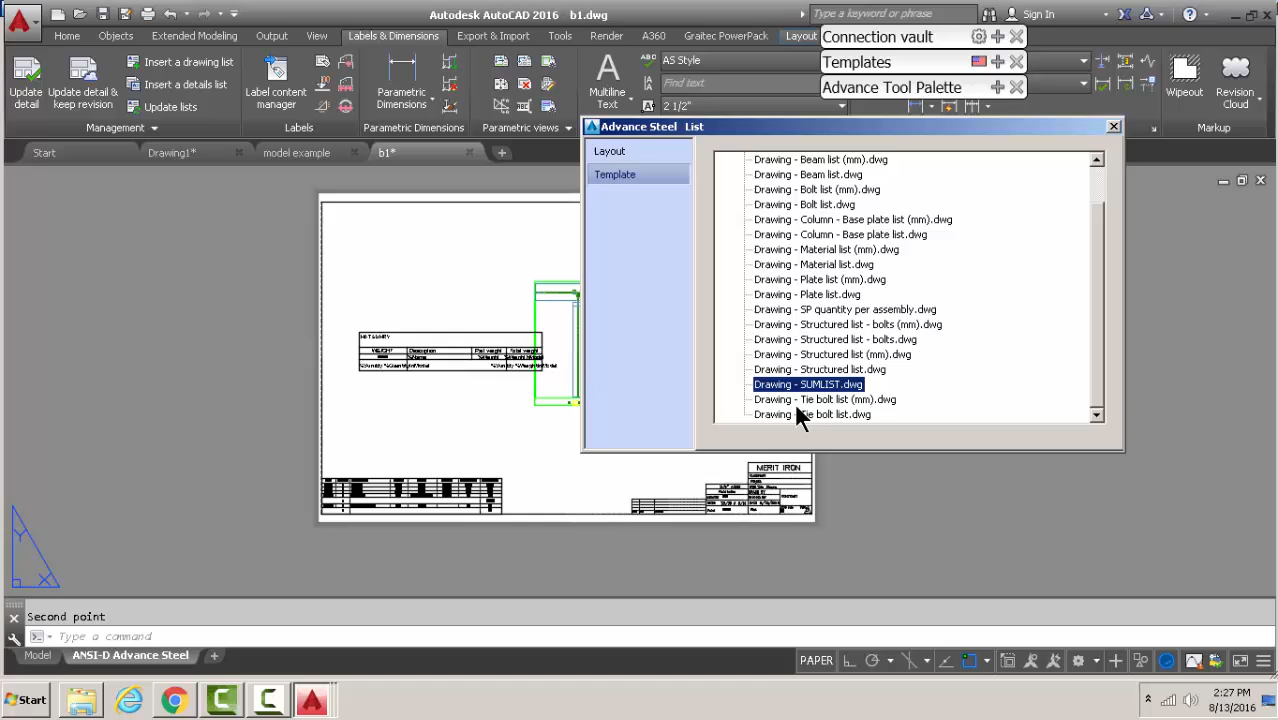 Autodesk AutoCAD 2016 b1.dwg
Type a keyword or phrase
Sign In
Home
Output
Extended Modeling
Output
View
Labels & Dimensions
Export & Import
Tools
Render
A360
Graitec PowerPack
Layout
Connection vault
Templates
Advance Tool Palette
Update detail
Update detail & keep revision
Insert a drawing list
Insert a totals list
Update lists
Management
Label content manager
Labels
Parametric Dimensions
Parametric Dimensions
Parametric views
Multiline Text
AS Style
Find text
2 1/2"
Wipeout
Revision Cloud
Markup
Start
Drawing1*
model example
b1*
Advance Steel List
Layout
Template
Drawing - Beam list (mm).dwg
Drawing - Beam list.dwg
Drawing - Bolt list (mm).dwg
Drawing - Bolt list.dwg
Drawing - Column - Base plate list (mm).dwg
Drawing - Column - Base plate list.dwg
Drawing - Material list (mm).dwg
Drawing - Material list.dwg
Drawing - Plate list (mm).dwg
Drawing - Plate list.dwg
Drawing - SP quantity per assembly.dwg
Drawing - Structured list - bolts (mm).dwg
Drawing - Structured list - bolts.dwg
Drawing - Structured list (mm).dwg
Drawing - Structured list.dwg
Drawing - SUMLIST.dwg
Drawing - Tie bolt list (mm).dwg
Drawing - Tie bolt list.dwg
Description
MERIT IRON
Y
X
Second point
Type a command
Model
ANSI-D Advance Steel
PAPER
Start
2:27 PM
8/13/2016